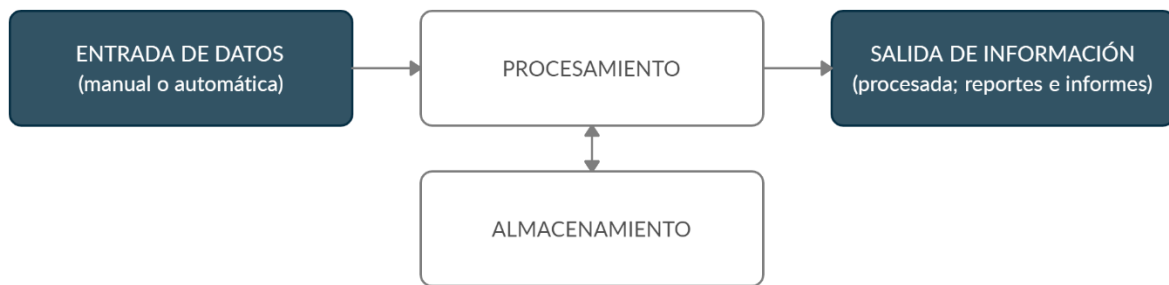 ENTRADA DE DATOS
(manual o automática)
PROCESAMIENTO
SALIDA DE INFORMACIÓN
(procesada; reportes e informes)
ALMACENAMIENTO